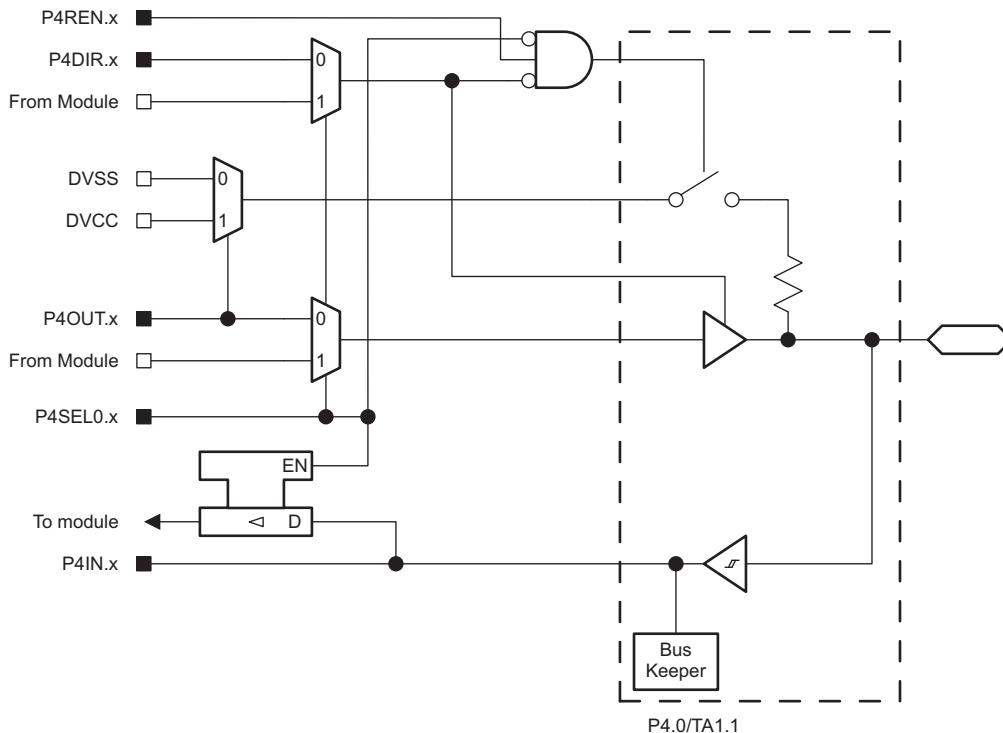 P4REN.x
P4DIR.x
0
From Module
1
DVSS
0
DVCC
1
P4OUT.x
0
From Module
1
P4SEL0.x
EN
To module
D
P4IN.x
Bus
Keeper
P4.0/TA1.1